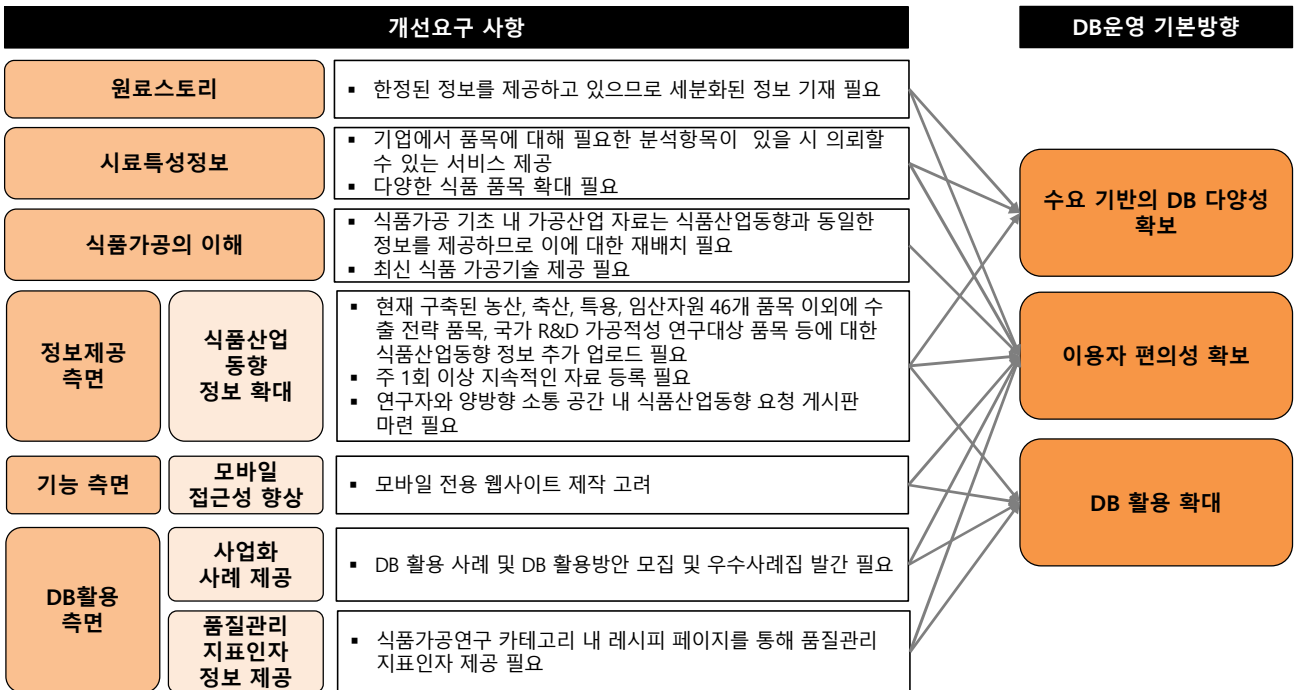 개선요구 사항
DB운영 기본방향
원료스토리
▪ 한정된 정보를 제공하고 있으므로 세분화된 정보 기재 필요
시료특성정보
▪ 기업에서 품목에 대해 필요한 분석항목이 있을 시 의뢰할
수 있는 서비스 제공
▪ 다양한 식품 품목 확대 필요
식품가공의 이해
▪ 식품가공 기초 내 가공산업 자료는 식품산업동향과 동일한
정보를 제공하므로 이에 대한 재배치 필요
▪ 최신 식품 가공기술 제공 필요
정보제공
측면
식품산업
동향
정보 확대
▪ 현재 구축된 농산, 축산, 특용, 임산자원 46개 품목 이외에 수
출 전략 품목, 국가 R&D 가공적성 연구대상 품목 등에 대한
식품산업동향 정보 추가 업로드 필요
▪ 주 1회 이상 지속적인 자료 등록 필요
▪ 연구자와 양방향 소통 공간 내 식품산업동향 요청 게시판
마련 필요
기능 측면
모바일
접근성 향상
▪ 모바일 전용 웹사이트 제작 고려
DB활용
측면
사업화
사례 제공
▪ DB 활용 사례 및 DB 활용방안 모집 및 우수사례집 발간 필요
품질관리
지표인자
정보 제공
▪ 식품가공연구 카테고리 내 레시피 페이지를 통해 품질관리
지표인자 제공 필요
수요 기반의 DB 다양성
확보
이용자 편의성 확보
DB 활용 확대